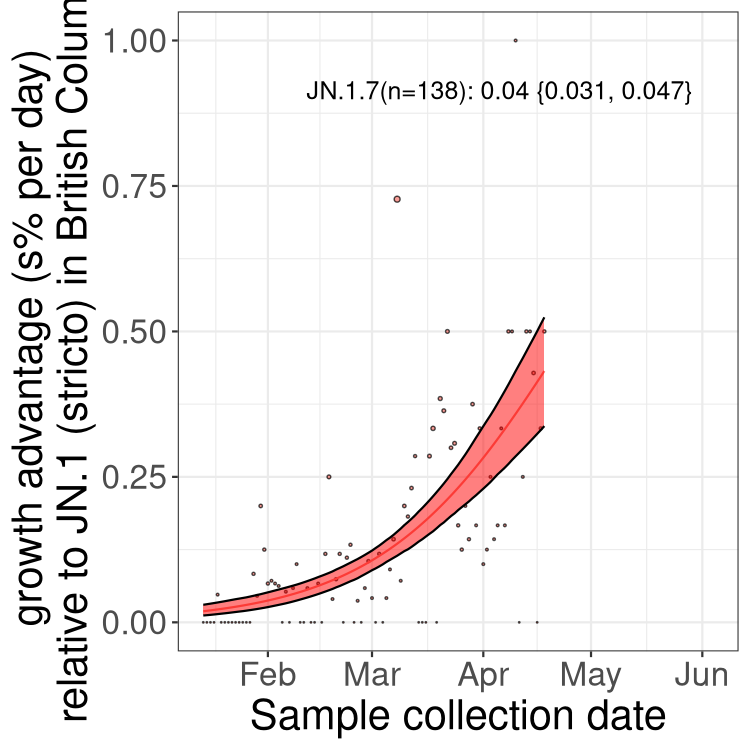 growth advantage (s% per day)
relative to JN.1 (stricto) in British Colum
1.00
0.75
0.50
0.25
0.00
JN.1.7(n=138): 0.04 {0.031, 0.047}
Feb Mar Apr May Jun
Sample collection date